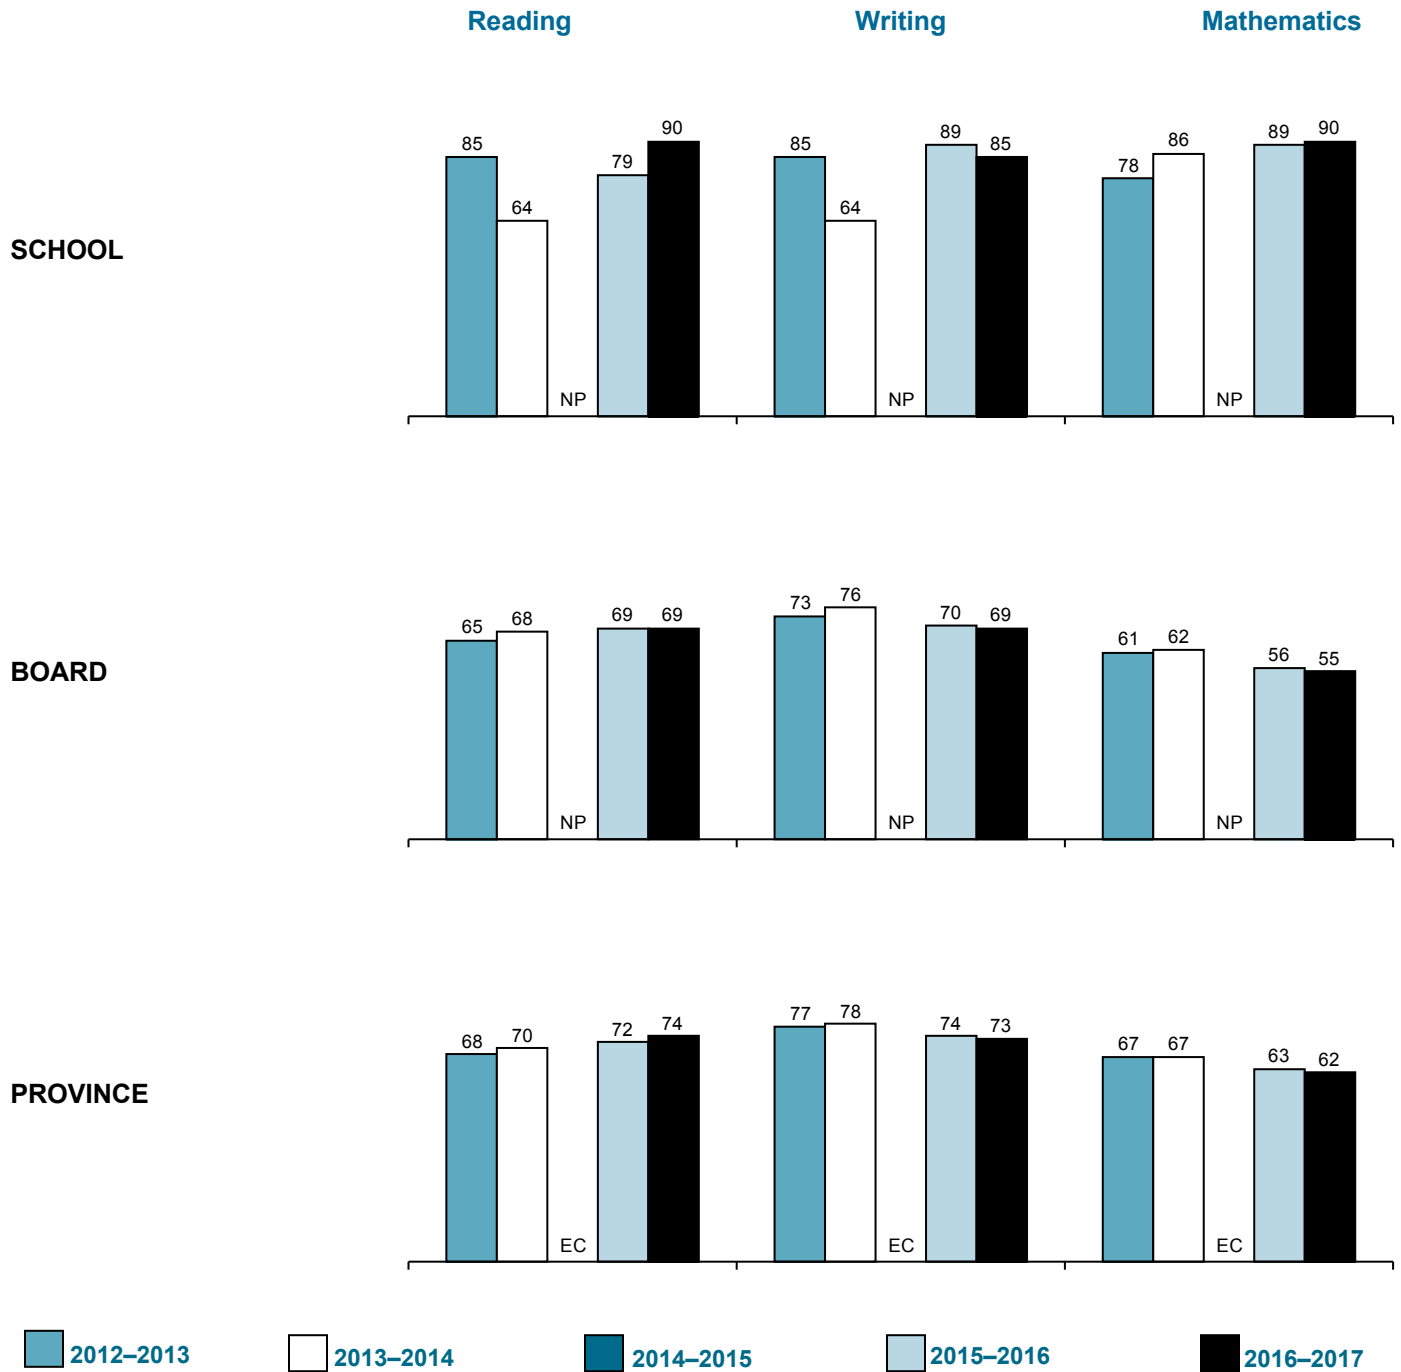 Reading Writing Mathematics
SCHOOL
85 64 NP 79 90 85 64 NP 89 85 78 86 NP 89 90
BOARD
65 68 NP 69 69 73 76 NP 70 69 61 62 NP 56 55
PROVINCE
68 70 EC 72 74 77 78 EC 74 73 67 67 EC 63 62
2012–2013 2013–2014 2014–2015 2015–2016 2016–2017